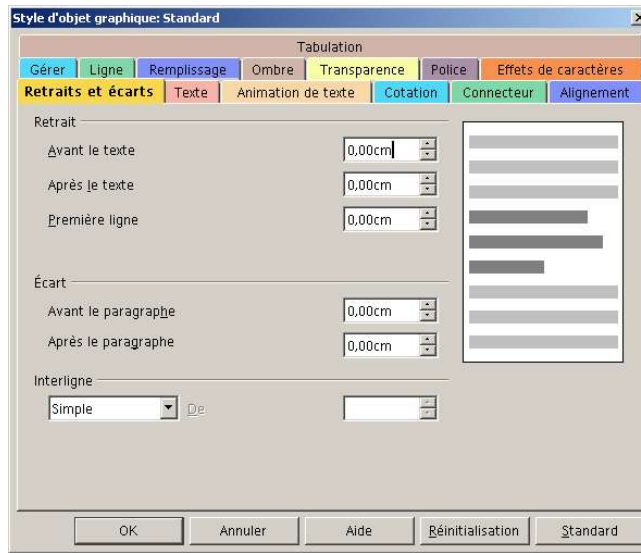 Style d'objet graphique: Standard
Tabulation
Gérer Ligne Remplissage Ombre Transparence Police Effets de caractères
Retraits et écarts Texte Animation de texte Cotation Connecteur Alignement
Retrait
Avant le texte 0,00cm
Après le texte 0,00cm
Première ligne 0,00cm
Écart
Avant le paragraphe 0,00cm
Après le paragraphe 0,00cm
Interligne
Simple De
OK Annuler Aide Réinitialisation Standard